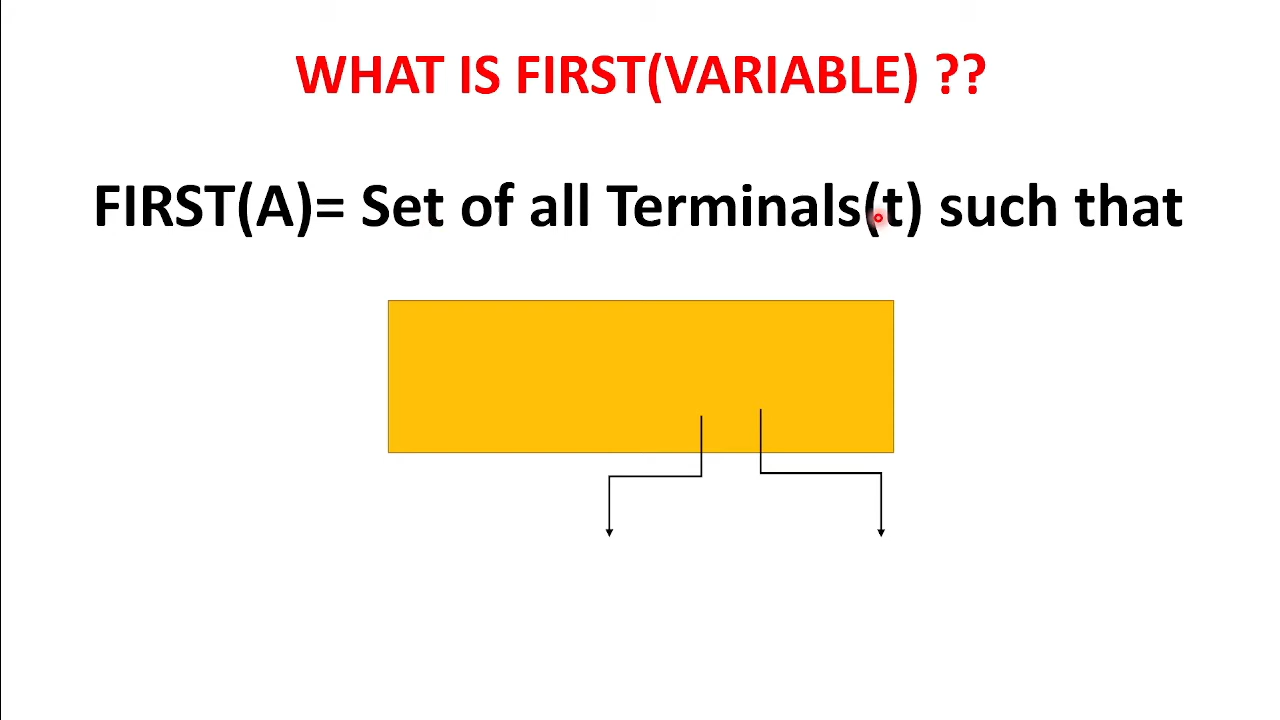 WHAT IS FIRST(VARIABLE) ??
FIRST(A)= Set of all Terminals(t) such that